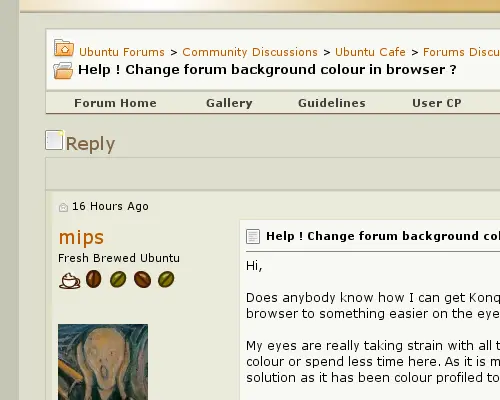 Ubuntu Forums > Community Discussions > Ubuntu Cafe > Forums Discu
Help ! Change forum background colour in browser ?
Forum Home Gallery Guidelines User CP
Reply
16 Hours Ago
mips
Fresh Brewed Ubuntu
Help ! Change forum background col
Hi,
Does anybody know how I can get Konq
browser to something easier on the eye
My eyes are really taking strain with all t
colour or spend less time here. As it is m
solution as it has been colour profiled to